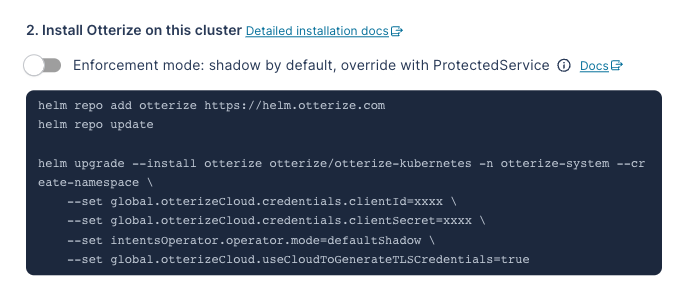 2. Install Otterize on this cluster Detailed installation docs
Enforcement mode: shadow by default, override with ProtectedService Docs
helm repo add otterize https://helm.otterize.com
helm repo update
helm upgrade --install otterize otterize/otterize-kubernetes -n otterize-system --cr
eate-namespace \
--set global.otterizeCloud.credentials.clientId=xxxx \
--set global.otterizeCloud.credentials.clientSecret=xxxx \
--set intentsOperator.operator.mode=defaultShadow \
--set global.otterizeCloud.useCloudToGenerateTLSCredentials=true